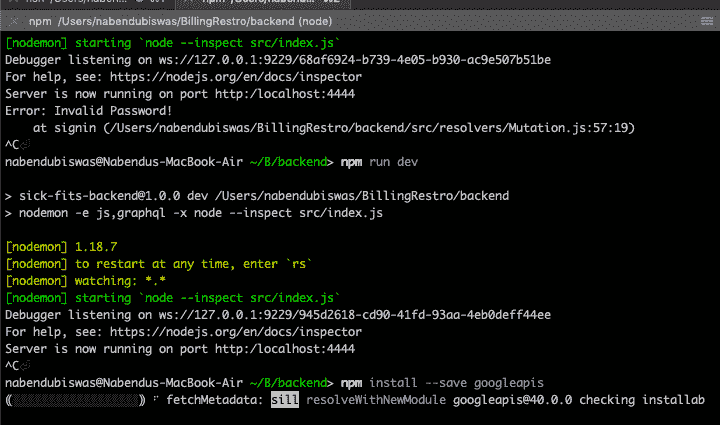 npm /Users/nabendubiswas/BillingRestro/backend (node)
[nodemon] starting `node --inspect src/index.js`
Debugger listening on ws://127.0.0.1:9229/68af6924-b739-4e05-b930-ac9e507b51be
For help, see: https://nodejs.org/en/docs/inspector
Server is now running on port http:/localhost:4444
Error: Invalid Password!
    at signin (/Users/nabendubiswas/BillingRestro/backend/src/resolvers/Mutation.js:57:19)
^C
nabendubiswas@Nabendus-MacBook-Air ~/B/backend> npm run dev
> sick-fits-backend@1.0.0 dev /Users/nabendubiswas/BillingRestro/backend
> nodemon -e js,graphql -x node --inspect src/index.js
[nodemon] 1.18.7
[nodemon] to restart at any time, enter `rs`
[nodemon] watching: *.*
[nodemon] starting `node --inspect src/index.js`
Debugger listening on ws://127.0.0.1:9229/945d2618-cd90-41fd-93aa-4eb0deff44ee
For help, see: https://nodejs.org/en/docs/inspector
Server is now running on port http:/localhost:4444
^C
nabendubiswas@Nabendus-MacBook-Air ~/B/backend> npm install --save googleapis
fetchMetadata: sill resolveWithNewModule googleapis@40.0.0 checking installab